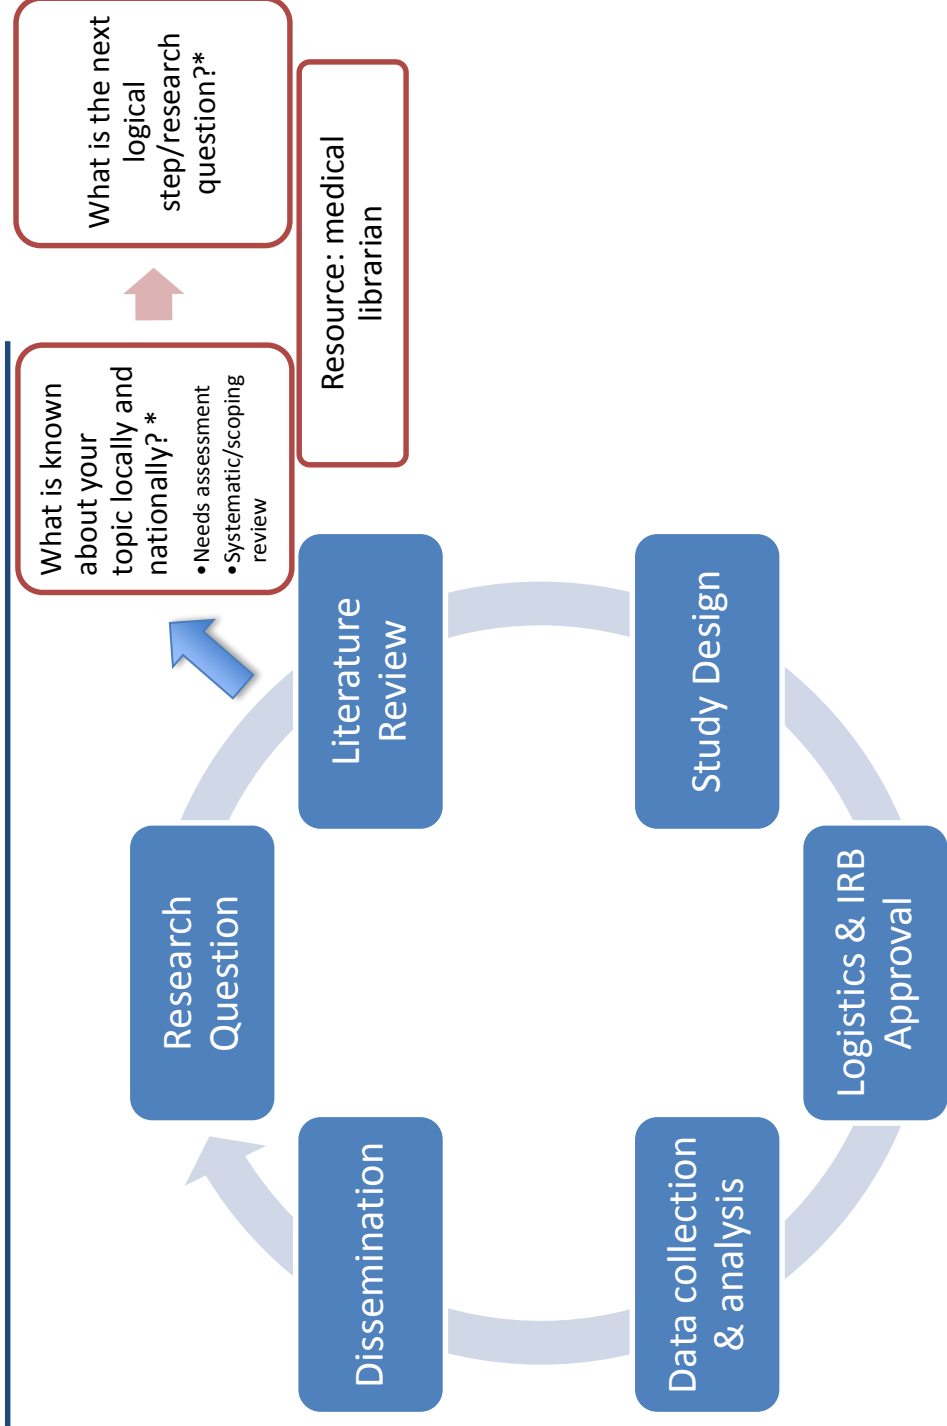 What is known
about your
topic locally and
nationally? *
• Needs assessment
• Systematic/scoping
review
What is the next
logical
step/research
question?*
Resource: medical
librarian
Research
Question
Literature
Review
Study Design
Logistics & IRB
Approval
Data collection
& analysis
Dissemination